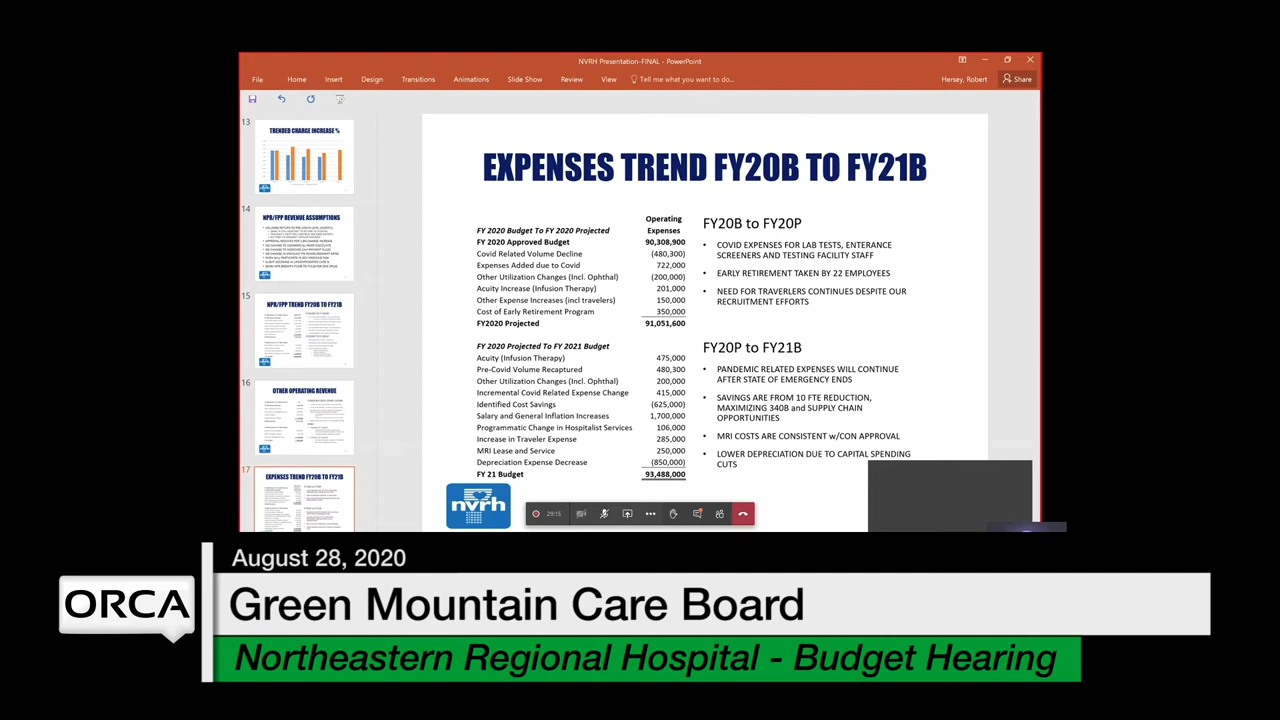 NVRH Presentation-FINAL - PowerPoint
File Home Insert Design Transitions Animations Slide Show Review View Tell me what you want to do... Hersey, Robert Share
13
TRENDED CHARGE INCREASE %
14
NPR/FPP REVENUE ASSUMPTIONS
15
NPR/FPP TREND FY20B TO FY21B
16
OTHER OPERATING REVENUE
17
EXPENSES TREND FY20B TO FY21B
EXPENSES TREND FY20B TO FY21B
Operating
Expenses
FY 2020 Budget To FY 2020 Projected
FY 2020 Approved Budget 90,308,900
Covid Related Volume Decline (480,300)
Expenses Added due to Covid 722,000
Other Utilization Changes (Incl. Ophthal) (200,000)
Acuity Increase (Infusion Therapy) 201,000
Other Expense Increases (incl travelers) 150,000
Cost of Early Retirement Program 350,000
FY2020 Projected 91,051,600
FY 2020 Projected To FY 2021 Budget
Acuity (Infusion Therapy) 475,000
Pre-Covid Volume Recaptured 480,300
Other Utilization Changes (Incl. Ophthal) 200,000
Incremental Covid Related Expense Change 415,000
Identified Cost Savings (625,000)
Salary and General Inflation Increases 1,700,000
Programmatic Change in Hospitalist Services 106,000
Increase in Traveler Expense 285,000
MRI Lease and Service 250,000
Depreciation Expense Decrease (850,000)
FY 21 Budget 93,488,000
FY20B to FY20P
• COVID EXPENSES FOR LAB TESTS, ENTERANCE
SCREENERS AND TESTING FACILITY STAFF
• EARLY RETIREMENT TAKEN BY 22 EMPLOYEES
• NEED FOR TRAVELERS CONTINUES DESPITE OUR
RECRUITMENT EFFORTS
to FY21B
• PANDEMIC RELATED EXPENSES WILL CONTINUE
AFTER STATE OF EMERGENCY ENDS
• SAVINGS FROM 10 FTE REDUCTION,
MAXIMIZING 340B and SUPPLY CHAIN
OPPORTUNITIES
MRI COSTS ARE CONSISTENT w/CON APPROVAL
• LOWER DEPRECIATION DUE TO CAPITAL SPENDING
CUTS
nvrh
29:15
August 28, 2020
ORCA
Green Mountain Care Board
Northeastern Regional Hospital - Budget Hearing